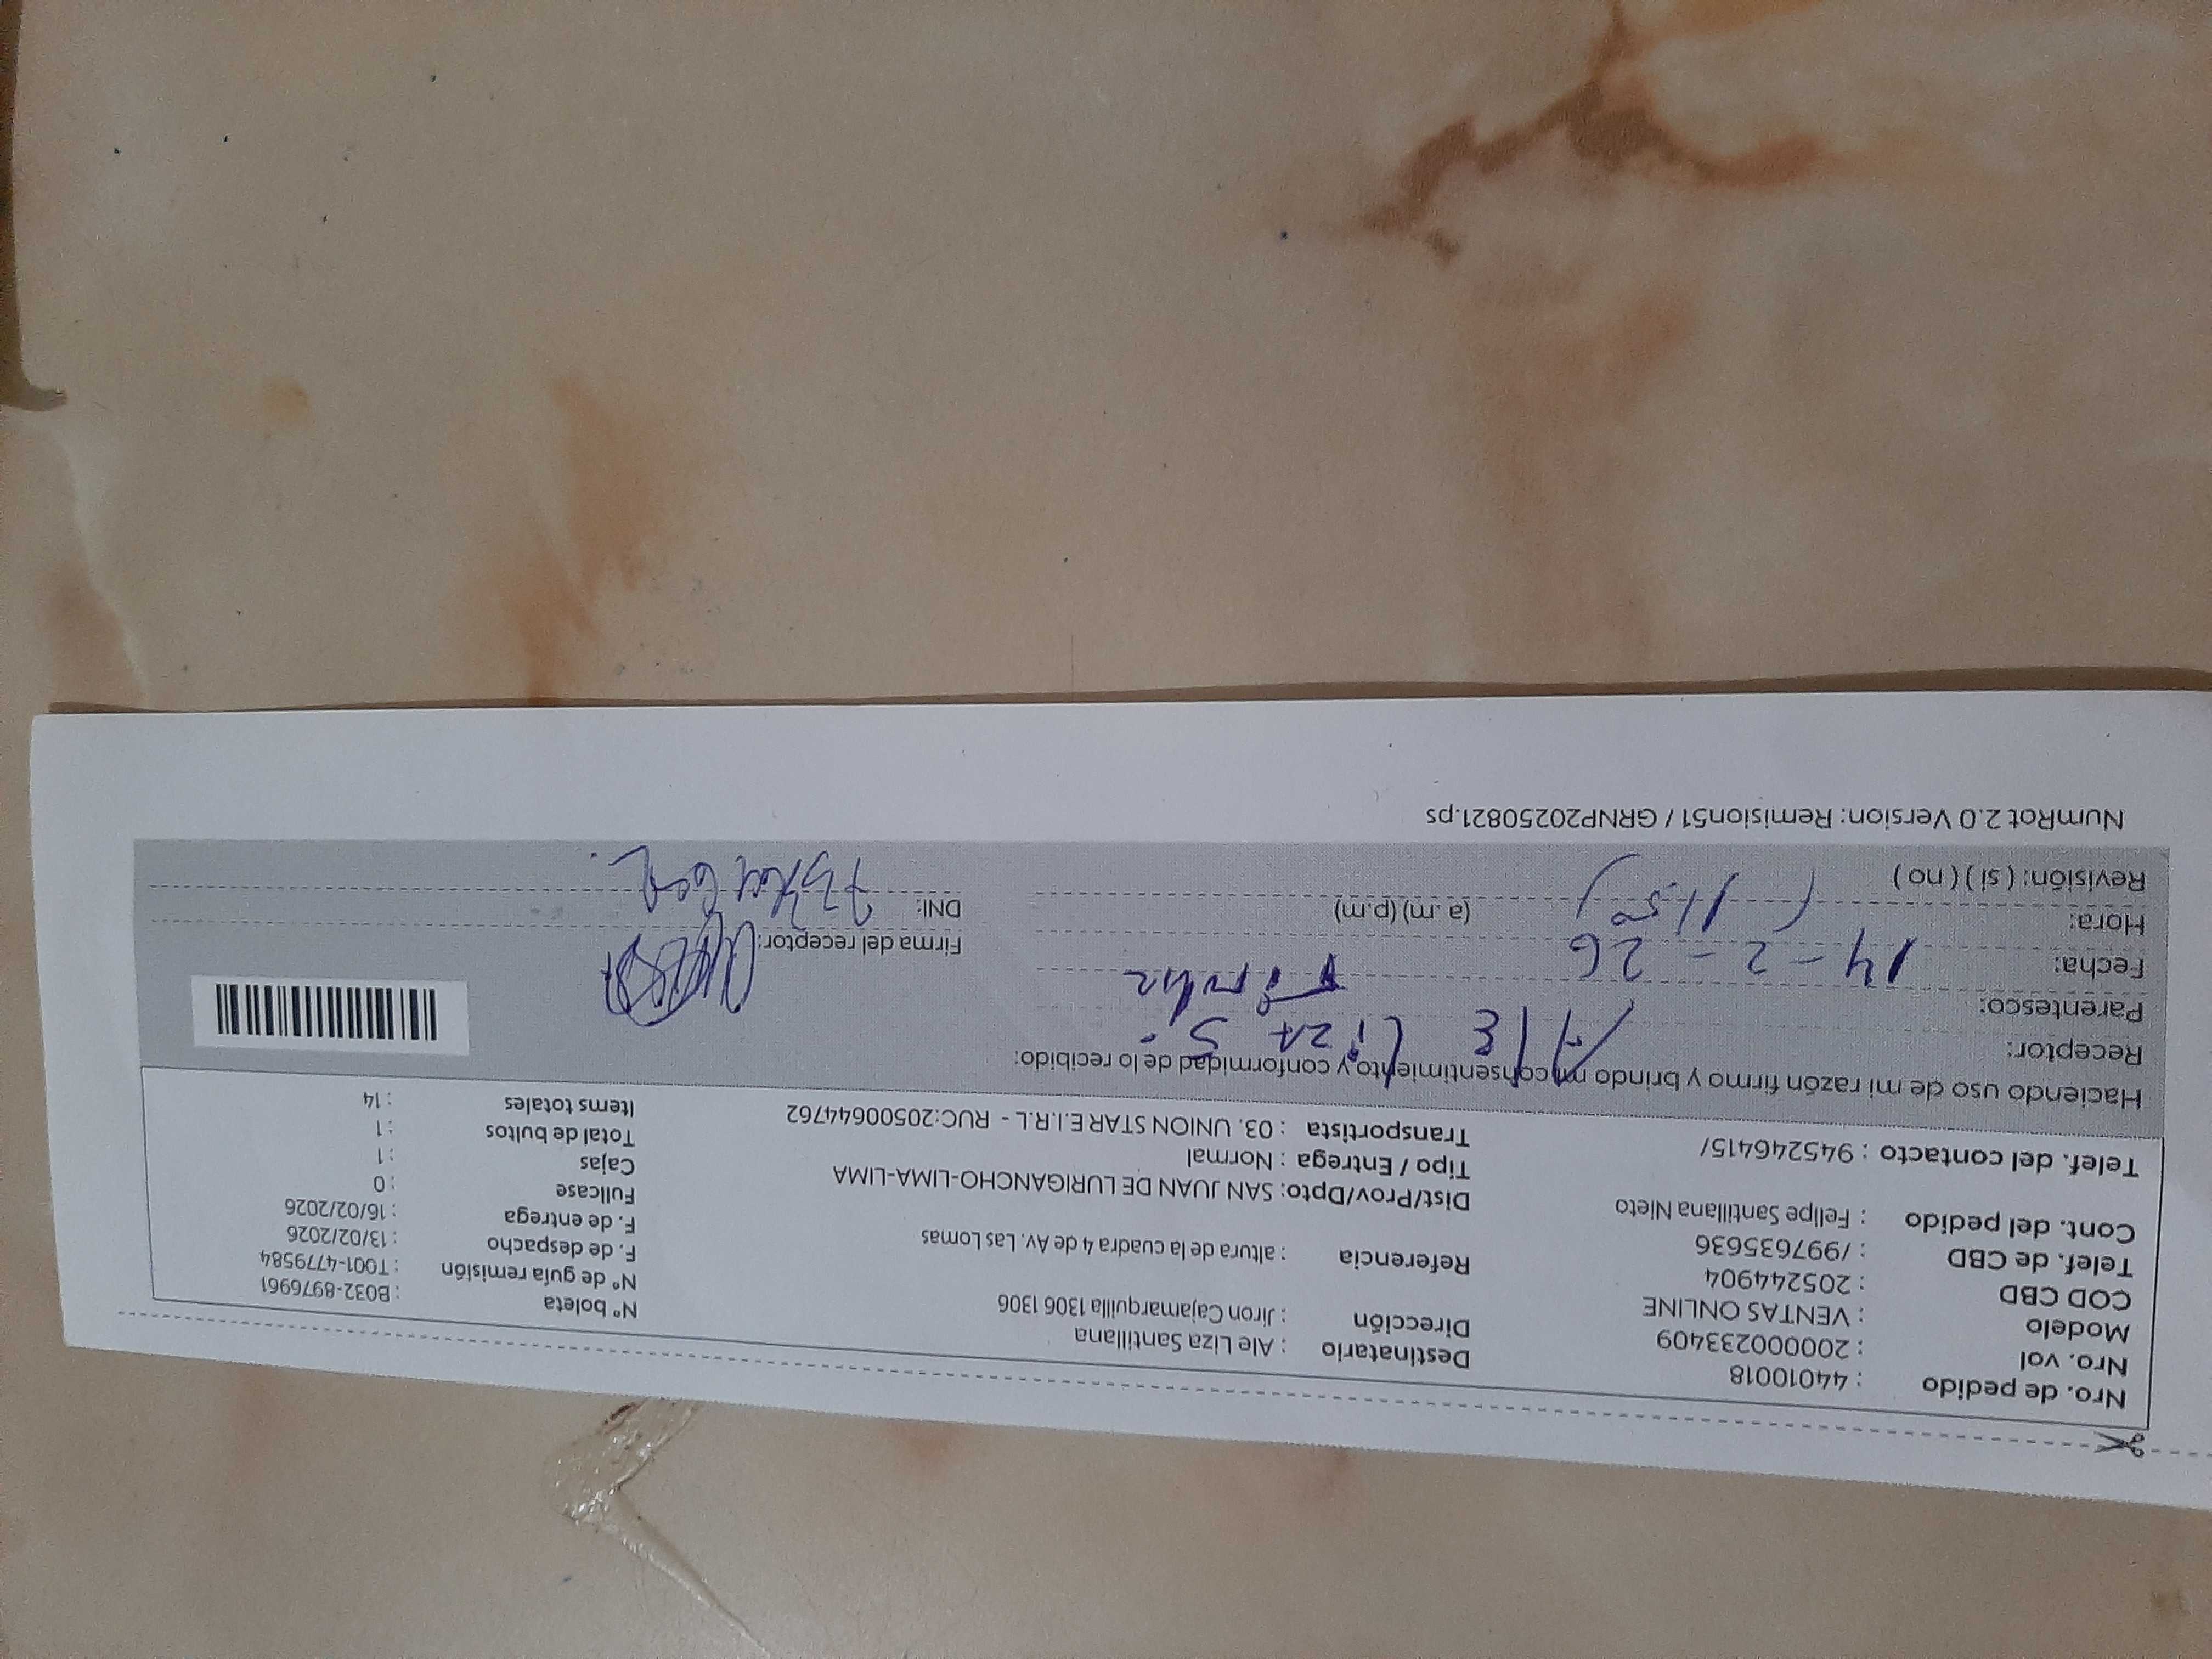 Nro. de pedido : 44010018
Nro. vol : 200000233409
Modelo : VENTAS ONLINE
COD CBD : 205244904
Telef. de CBD : /997635636
Cont. del pedido : Felipe Santillana Nieto
Telef. del contacto : 945246415/
Destinatario : Ale Liza Santillana
Dirección : Jiron Cajamarquilla 1306 1306
Referencia : altura de la cuadra 4 de Av. Las Lomas
Dist/Prov/Dpto: SAN JUAN DE LURIGANCHO-LIMA-LIMA
Tipo / Entrega : Normal
Transportista : 03. UNION STAR E.I.R.L - RUC:20500644762
Nº boleta : B032-8976961
Nº de guía remisión : T001-4779584
F. de despacho : 13/02/2026
F. de entrega : 16/02/2026
Fullcase : 0
Cajas : 1
Total de bultos : 1
Items totales : 14
Haciendo uso de mi razón firmo y brindo mi consentimiento y conformidad de lo recibido:
Receptor: Ale Liza S.
Parentesco:
Fecha: 14 - 2 - 26
Hora: (11:50) (a.m) (p.m)
Revisión: ( si ) ( no )
Firma del receptor:
DNI:
NumRot 2.0 Version: Remision51 / GRNP20250821.ps